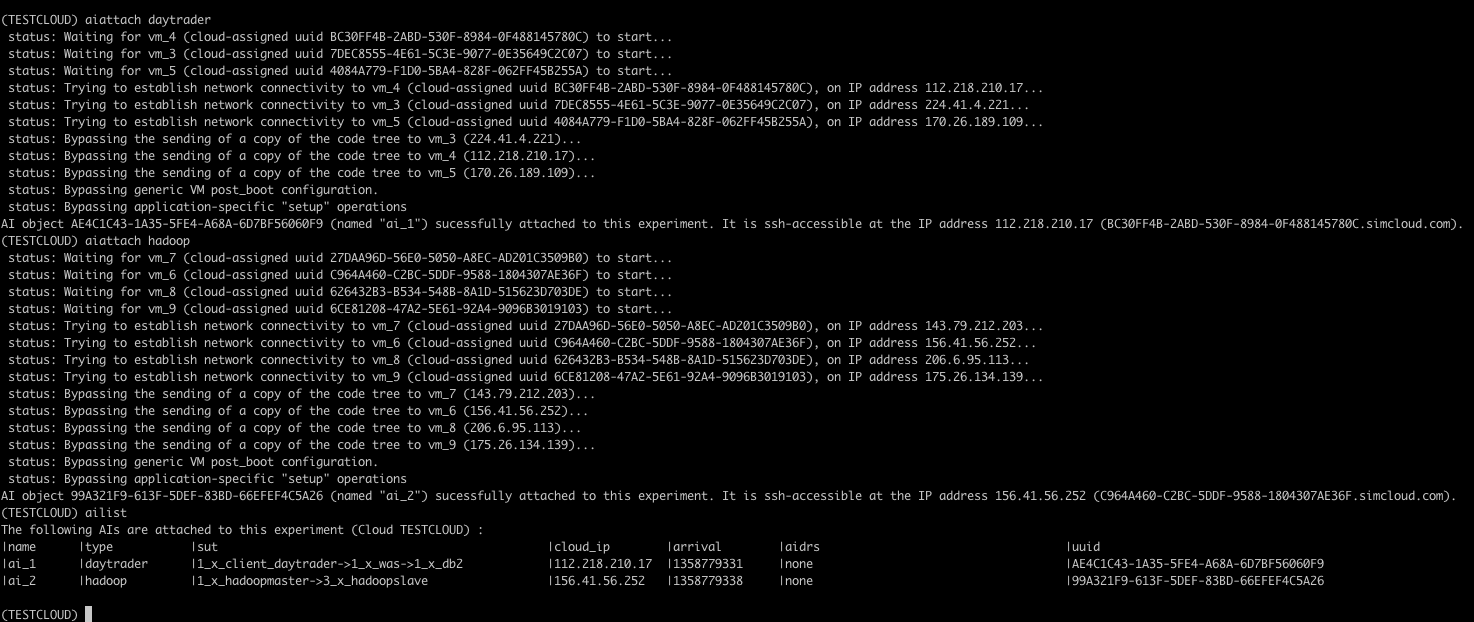 (TESTCLOUD) aiattach daytrader
status: Waiting for vm_4 (cloud-assigned uuid BC30FF4B-2ABD-530F-8984-0F488145780C) to start...
status: Waiting for vm_3 (cloud-assigned uuid 7DEC8555-4E61-5C3E-9077-0E35649C2C07) to start...
status: Waiting for vm_5 (cloud-assigned uuid 4084A779-F1D0-5BA4-828F-062FF45B255A) to start...
status: Trying to establish network connectivity to vm_4 (cloud-assigned uuid BC30FF4B-2ABD-530F-8984-0F488145780C), on IP address 112.218.210.17...
status: Trying to establish network connectivity to vm_3 (cloud-assigned uuid 7DEC8555-4E61-5C3E-9077-0E35649C2C07), on IP address 224.41.4.221...
status: Trying to establish network connectivity to vm_5 (cloud-assigned uuid 4084A779-F1D0-5BA4-828F-062FF45B255A), on IP address 170.26.189.109...
status: Bypassing the sending of a copy of the code tree to vm_3 (224.41.4.221)...
status: Bypassing the sending of a copy of the code tree to vm_4 (112.218.210.17)...
status: Bypassing the sending of a copy of the code tree to vm_5 (170.26.189.109)...
status: Bypassing generic VM post_boot configuration.
status: Bypassing application-specific "setup" operations
AI object AE4C1C43-1A35-5FE4-A68A-6D7BF56060F9 (named "ai_1") sucessfully attached to this experiment. It is ssh-accessible at the IP address 112.218.210.17 (BC30FF4B-2ABD-530F-8984-0F488145780C.simcloud.com).
(TESTCLOUD) aiattach hadoop
status: Waiting for vm_7 (cloud-assigned uuid 27DAA96D-56E0-5050-A8EC-AD201C3509B0) to start...
status: Waiting for vm_6 (cloud-assigned uuid C964A460-C2BC-5DDF-9588-1804307AE36F) to start...
status: Waiting for vm_8 (cloud-assigned uuid 626432B3-B534-548B-8A1D-515623D703DE) to start...
status: Waiting for vm_9 (cloud-assigned uuid 6CE81208-47A2-5E61-92A4-9096B3019103) to start...
status: Trying to establish network connectivity to vm_7 (cloud-assigned uuid 27DAA96D-56E0-5050-A8EC-AD201C3509B0), on IP address 143.79.212.203...
status: Trying to establish network connectivity to vm_6 (cloud-assigned uuid C964A460-C2BC-5DDF-9588-1804307AE36F), on IP address 156.41.56.252...
status: Trying to establish network connectivity to vm_8 (cloud-assigned uuid 626432B3-B534-548B-8A1D-515623D703DE), on IP address 206.6.95.113...
status: Trying to establish network connectivity to vm_9 (cloud-assigned uuid 6CE81208-47A2-5E61-92A4-9096B3019103), on IP address 175.26.134.139...
status: Bypassing the sending of a copy of the code tree to vm_7 (143.79.212.203)...
status: Bypassing the sending of a copy of the code tree to vm_6 (156.41.56.252)...
status: Bypassing the sending of a copy of the code tree to vm_8 (206.6.95.113)...
status: Bypassing the sending of a copy of the code tree to vm_9 (175.26.134.139)...
status: Bypassing generic VM post_boot configuration.
status: Bypassing application-specific "setup" operations
AI object 99A321F9-613F-5DEF-83BD-66EFEF4C5A26 (named "ai_2") sucessfully attached to this experiment. It is ssh-accessible at the IP address 156.41.56.252 (C964A460-C2BC-5DDF-9588-1804307AE36F.simcloud.com).
(TESTCLOUD) ailist
The following AIs are attached to this experiment (Cloud TESTCLOUD) :
|name |type |sut |cloud_ip |arrival |aidrs |uuid
|ai_1 |daytrader |1_x_client_daytrader->1_x_was->1_x_db2 |112.218.210.17 |1358779331 |none |AE4C1C43-1A35-5FE4-A68A-6D7BF56060F9
|ai_2 |hadoop |1_x_hadoopmaster->3_x_hadoopslave |156.41.56.252 |1358779338 |none |99A321F9-613F-5DEF-83BD-66EFEF4C5A26
(TESTCLOUD)